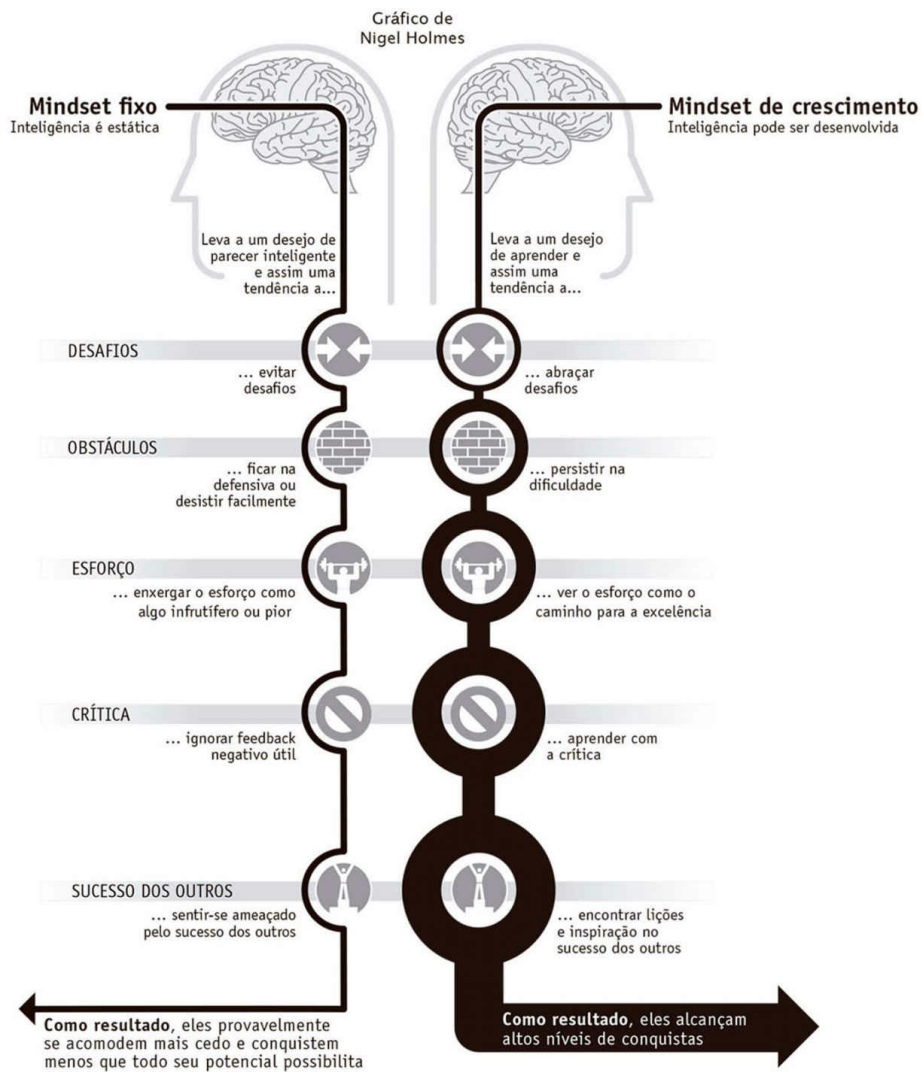 Gráfico de
Nigel Holmes
Mindset fixo
Inteligência é estática
Mindset de crescimento
Inteligência pode ser desenvolvida
Leva a um desejo de
parecer inteligente
e assim uma
tendência a...
Leva a um desejo
de aprender e
assim uma
tendência a...
DESAFIOS
... evitar
desafios
... abraçar
desafios
OBSTÁCULOS
... ficar na
defensiva ou
desistir facilmente
... persistir na
dificuldade
ESFORÇO
... enxergar o esforço como
algo infrutífero ou pior
... ver o esforço como o
caminho para a excelência
CRÍTICA
... ignorar feedback
negativo útil
... aprender com
a crítica
SUCESSO DOS OUTROS
... sentir-se ameaçado
pelo sucesso dos outros
... encontrar lições
e inspiração no
sucesso dos outros
Como resultado, eles provavelmente
se acomodem mais cedo e conquistem
menos que todo seu potencial possibilita
Como resultado, eles alcançam
altos níveis de conquistas